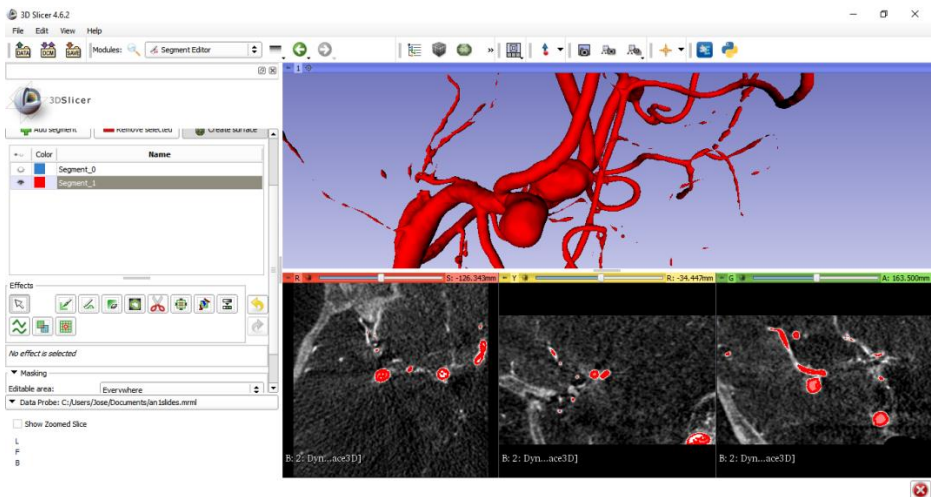 3D Slicer 4.6.2
File Edit View Help
DATA DCM SAVE Modules: Segment Editor
1
3DSlicer
Add segment Remove selected Create surface
Color Name
Segment_0
Segment_1
R S: -126.343mm Y R: -34.447mm G A: 163.500mm
Effects
No effect is selected
Masking
Editable area: Everywhere
Data Probe: C:/Users/Jose/Documents/an1slides.mrml
Show Zoomed Slice
L
F
B
B: 2: Dyn...ace3D] B: 2: Dyn...ace3D] B: 2: Dyn...ace3D]